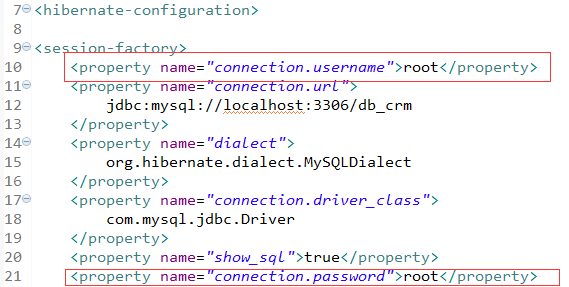 7 <hibernate-configuration>
8
9 <session-factory>
10 <property name="connection.username">root</property>
11 <property name="connection.url">
12 jdbc:mysql://localhost:3306/db_crm
13 </property>
14 <property name="dialect">
15 org.hibernate.dialect.MySQLDialect
16 </property>
17 <property name="connection.driver_class">
18 com.mysql.jdbc.Driver
19 </property>
20 <property name="show_sql">true</property>
21 <property name="connection.password">root</property>